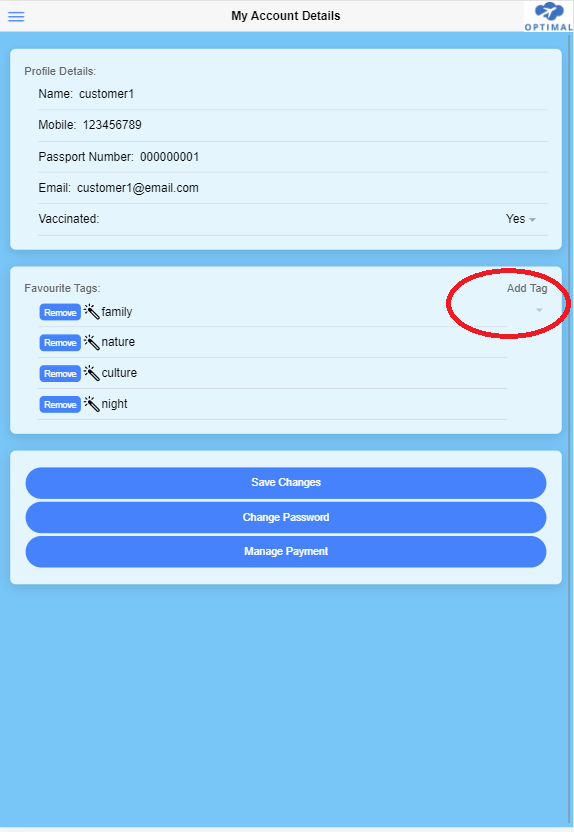 My Account Details
OPTIMAL
Profile Details:
Name: customer1
Mobile: 123456789
Passport Number: 000000001
Email: customer1@email.com
Vaccinated: Yes
Favourite Tags: Add Tag
Remove family
Remove nature
Remove culture
Remove night
Save Changes
Change Password
Manage Payment